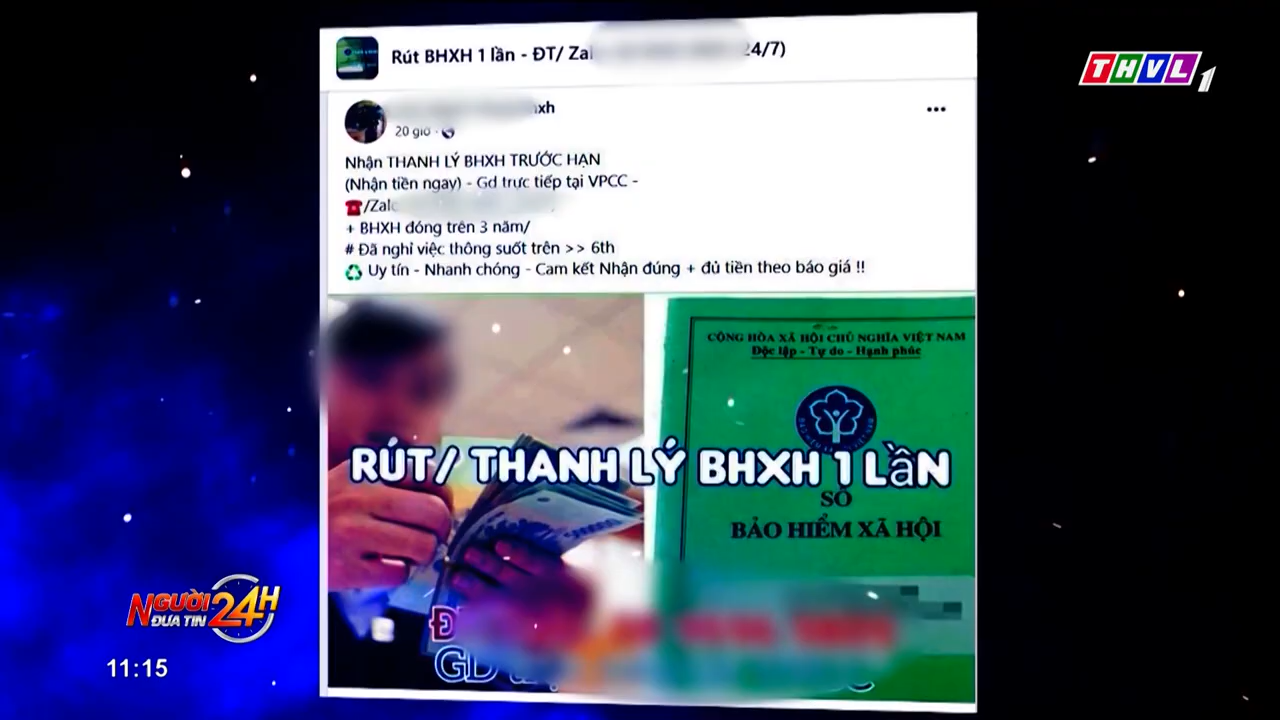 Rút BHXH 1 lần - ĐT/ Zal 24/7)
THVL 1
xh
20 giờ
Nhận THANH LÝ BHXH TRƯỚC HẠN
(Nhận tiền ngay) - Gd trực tiếp tại VPCC -
/Zalo
+ BHXH đóng trên 3 năm/
# Đã nghỉ việc thông suốt trên >> 6th
Uy tín - Nhanh chóng - Cam kết Nhận đúng + đủ tiền theo báo giá !!
CỘNG HÒA XÃ HỘI CHỦ NGHĨA VIỆT NAM
Độc lập - Tự do - Hạnh phúc
RÚT/ THANH LÝ BHXH 1 LẦN
SỔ
BẢO HIỂM XÃ HỘI
NGƯỜI ĐƯA TIN 24H
11:15
GD